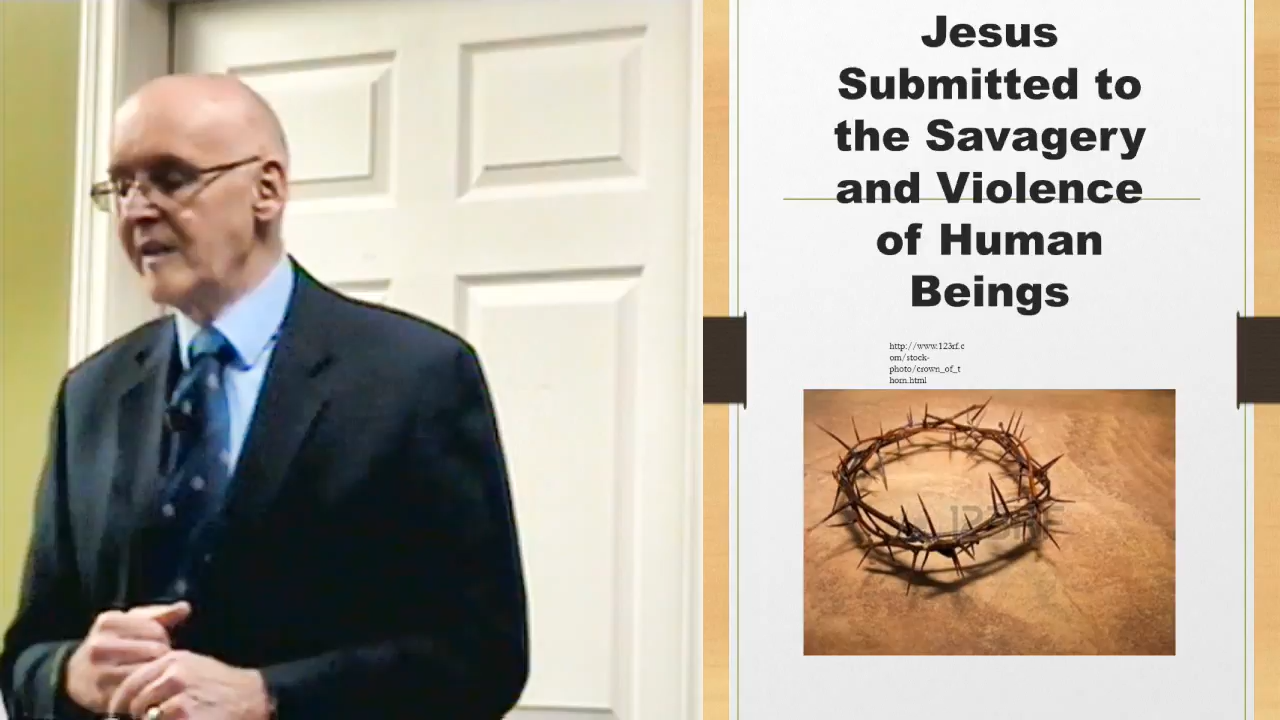 Jesus
Submitted to
the Savagery
and Violence
of Human
Beings
http://www.123rf.c
om/stock-
photo/crown_of_t
horn.html
123RF